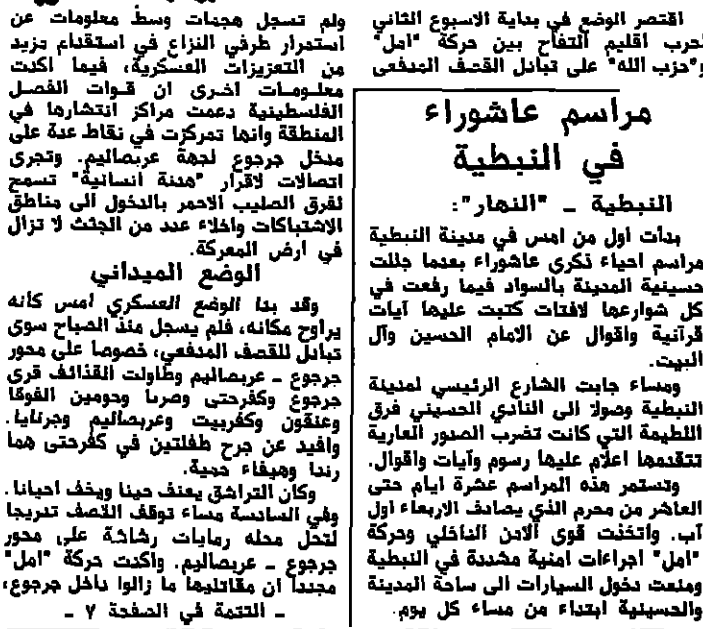 اقتصر الوضع في بداية الاسبوع الثاني
لحرب اقليم التفاح بين حركة "امل"
و"حزب الله" على تبادل القصف المدفعي
ولم تسجل هجمات وسط معلومات عن
استمرار طرفي النزاع في استقدام مزيد
من التعزيزات العسكرية، فيما اكدت
معلومات اخرى ان قوات الفصل
الفلسطينية دعمت مراكز انتشارها في
المنطقة وانها تمركزت في نقاط عدة على
مدخل جرجوع لجهة عربصاليم. وتجرى
اتصالات لاقرار "هدنة انسانية" تسمح
لفرق الصليب الاحمر بالدخول الى مناطق
الاشتباكات واخلاء عدد من الجثث لا تزال
في ارض المعركة.
الوضع الميداني
وقد بدا الوضع العسكري امس كأنه
يراوح مكانه، فلم يسجل منذ الصباح سوى
تبادل للقصف المدفعي، خصوصا على محور
جرجوع ـ عربصاليم وطاولت القذائف قرى
جرجوع وكفرحتى وصربا وحومين الفوقا
وعنقون وكفربيت وعربصاليم وجرنايا.
وافيد عن جرح طفلتين في كفرحتى هما
رندا وهيفاء حمية.
وكان التراشق يعنف حينا ويخف احيانا.
وفي السادسة مساء توقف القصف تدريجا
لتحل محله رمايات رشاشة على محور
جرجوع ـ عربصاليم. واكدت حركة "امل"
مجددا ان مقاتليها ما زالوا داخل جرجوع،
ـ التتمة في الصفحة ٧ ـ
مراسم عاشوراء
في النبطية
النبطية ـ "النهار":
بدأت اول من امس في مدينة النبطية
مراسم احياء ذكرى عاشوراء بعدما جللت
حسينية المدينة بالسواد فيما رفعت في
كل شوارعها لافتات كتبت عليها آيات
قرآنية واقوال عن الامام الحسين وآل
البيت.
ومساء جابت الشارع الرئيسي لمدينة
النبطية وصولا الى النادي الحسيني فرق
اللطيمة التي كانت تضرب الصدور العارية
تتقدمها اعلام عليها رسوم وآيات واقوال.
وتستمر هذه المراسم عشرة ايام حتى
العاشر من محرم الذي يصادف الاربعاء اول
آب. واتخذت قوى الامن الداخلي وحركة
"امل" اجراءات امنية مشددة في النبطية
ومنعت دخول السيارات الى ساحة المدينة
والحسينية ابتداء من مساء كل يوم.